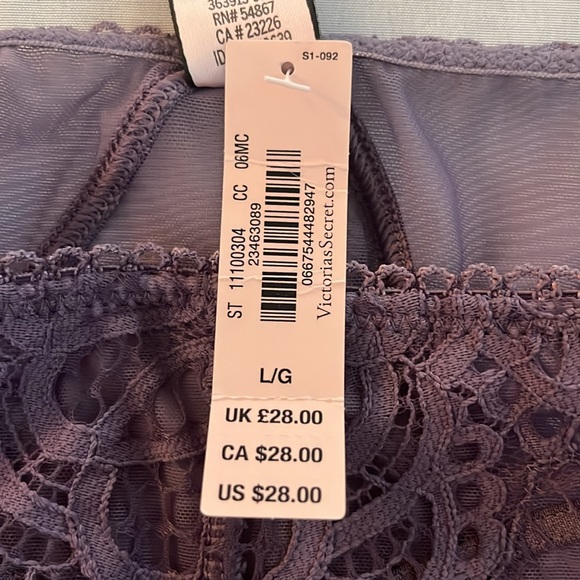 RN# 54867
CA # 23226
S1-092
ST 11100304 CC 06MC
23463089
0667544482947
VictoriasSecret.com
L/G
UK £28.00
CA $28.00
US $28.00